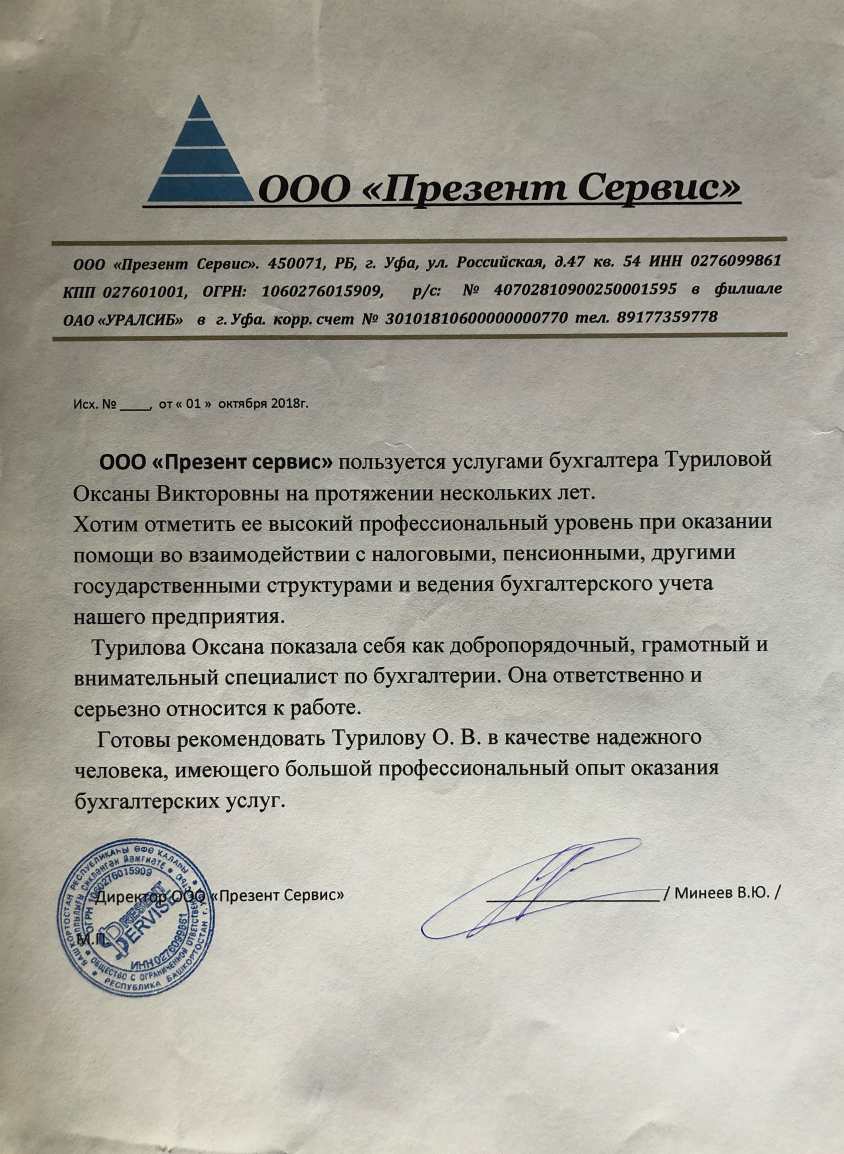 ООО «Презент Сервис»
ООО «Презент Сервис». 450071, РБ, г. Уфа, ул. Российская, д.47 кв. 54 ИНН 0276099861
КПП 027601001, ОГРН: 1060276015909, р/с: № 40702810900250001595 в филиале
ОАО «УРАЛСИБ» в г. Уфа. корр. счет № 30101810600000000770 тел. 89177359778
Исх. № ____, от « 01 » октября 2018г.
ООО «Презент сервис» пользуется услугами бухгалтера Туриловой
Оксаны Викторовны на протяжении нескольких лет.
Хотим отметить ее высокий профессиональный уровень при оказании
помощи во взаимодействии с налоговыми, пенсионными, другими
государственными структурами и ведения бухгалтерского учета
нашего предприятия.
Турилова Оксана показала себя как добропорядочный, грамотный и
внимательный специалист по бухгалтерии. Она ответственно и
серьезно относится к работе.
Готовы рекомендовать Турилову О. В. в качестве надежного
человека, имеющего большой профессиональный опыт оказания
бухгалтерских услуг.
Директор ООО «Презент Сервис» ____________________ / Минеев В.Ю. /
М.П.
БАШКОРТОСТАН РЕСПУБЛИКАҺЫ ӨФӨ ҠАЛАҺЫ
РЕСПУБЛИКА БАШКОРТОСТАН г.
ОБЩЕСТВО С ОГРАНИЧЕННОЙ ОТВЕТСТВЕННОСТЬЮ
ОГРН 1060276015909
PRESENT
SERVISE
ИНН 0276099861